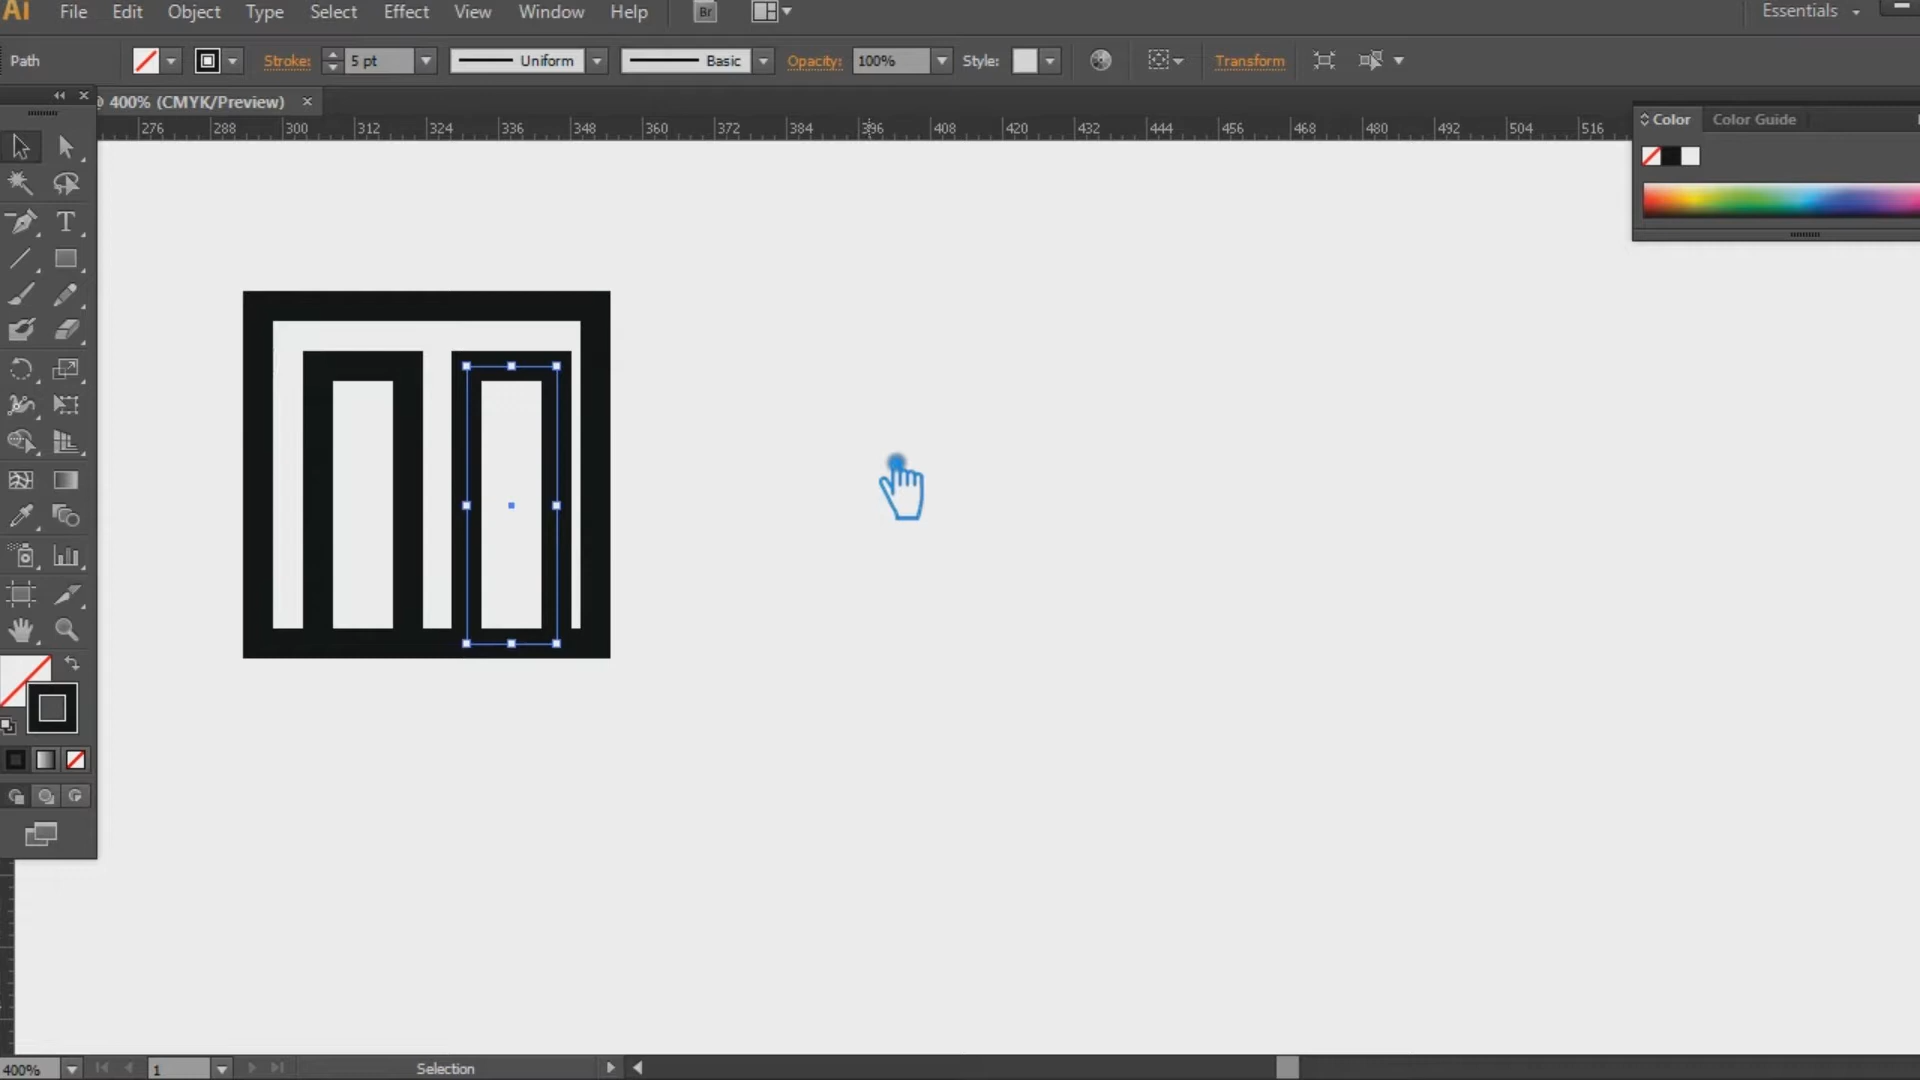 Ai File Edit Object Type Select Effect View Window Help Br Essentials
Path Stroke: 5 pt Uniform Basic Opacity: 100% Style: Transform
@ 400% (CMYK/Preview) ×
276 288 300 312 324 336 348 360 372 384 396 408 420 432 444 456 468 480 492 504 516
Color Color Guide
T
400% 1 Selection